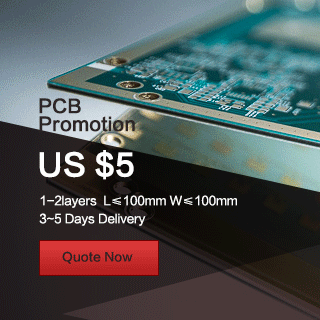 PCB
Promotion
US $5
1-2layers L≤100mm W≤100mm
3~5 Days Delivery
Quote Now